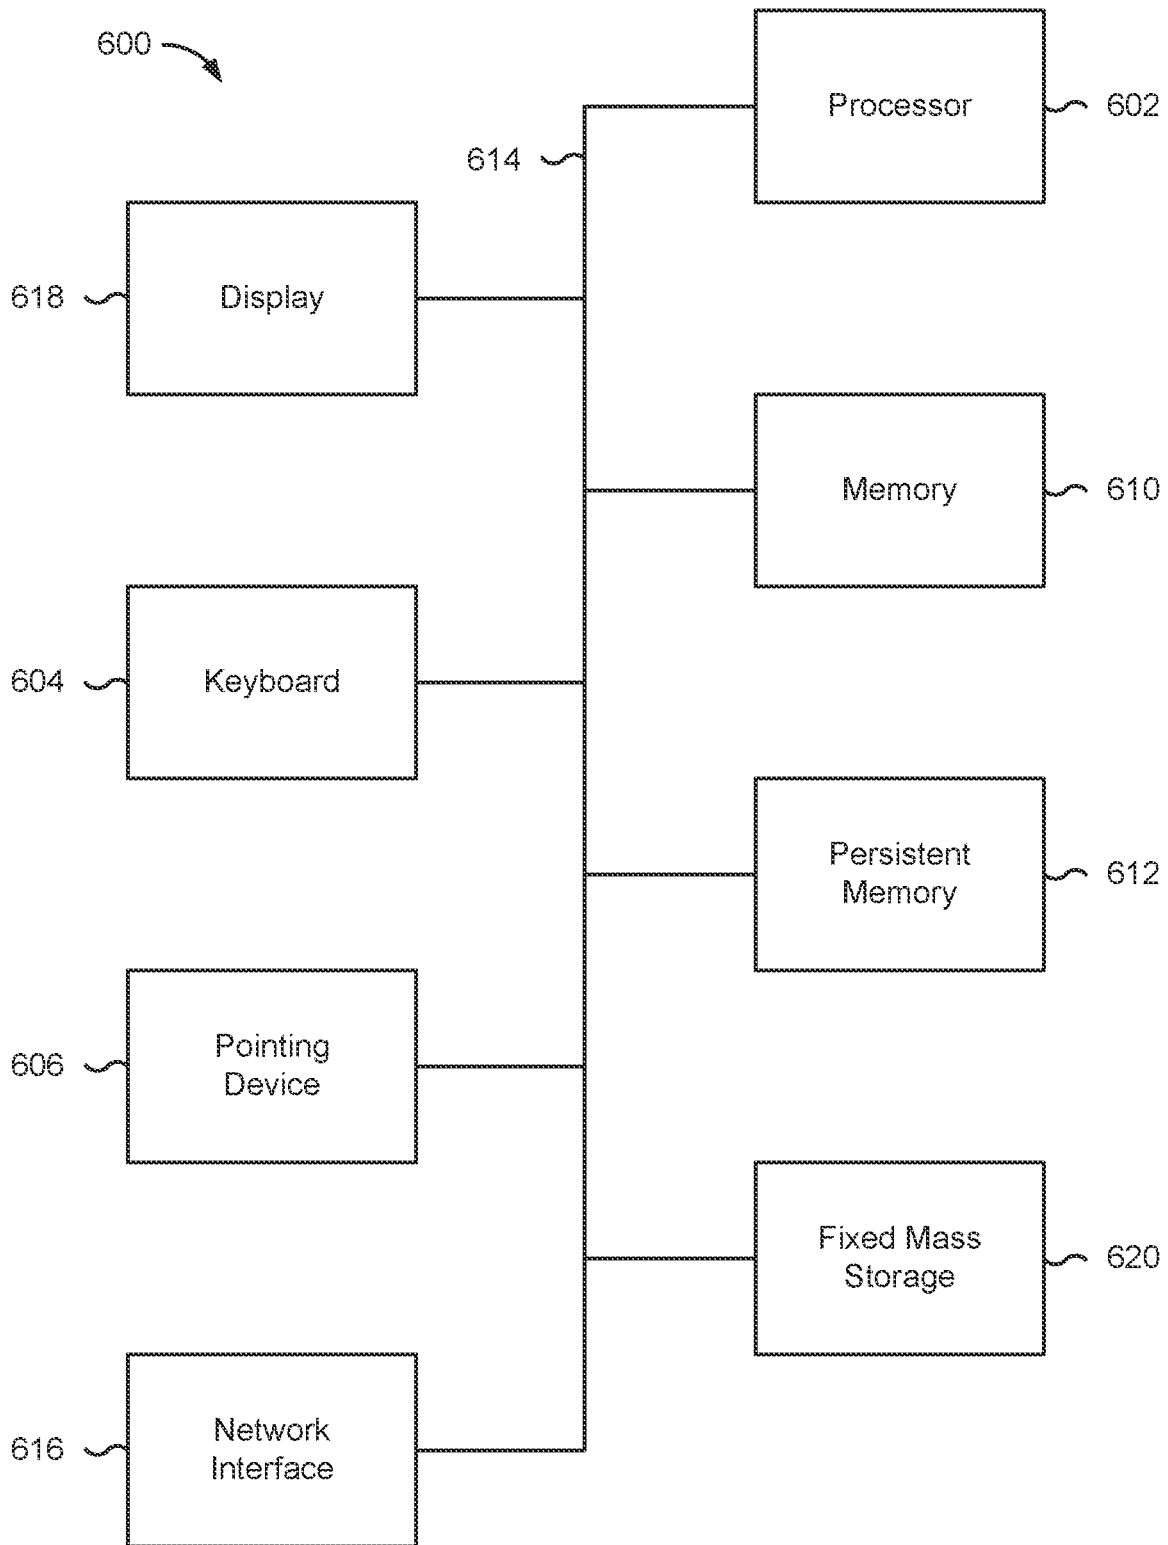 600
Processor
602
614
618
Display
Memory
610
604
Keyboard
Persistent
Memory
612
606
Pointing
Device
Fixed Mass
Storage
620
616
Network
Interface